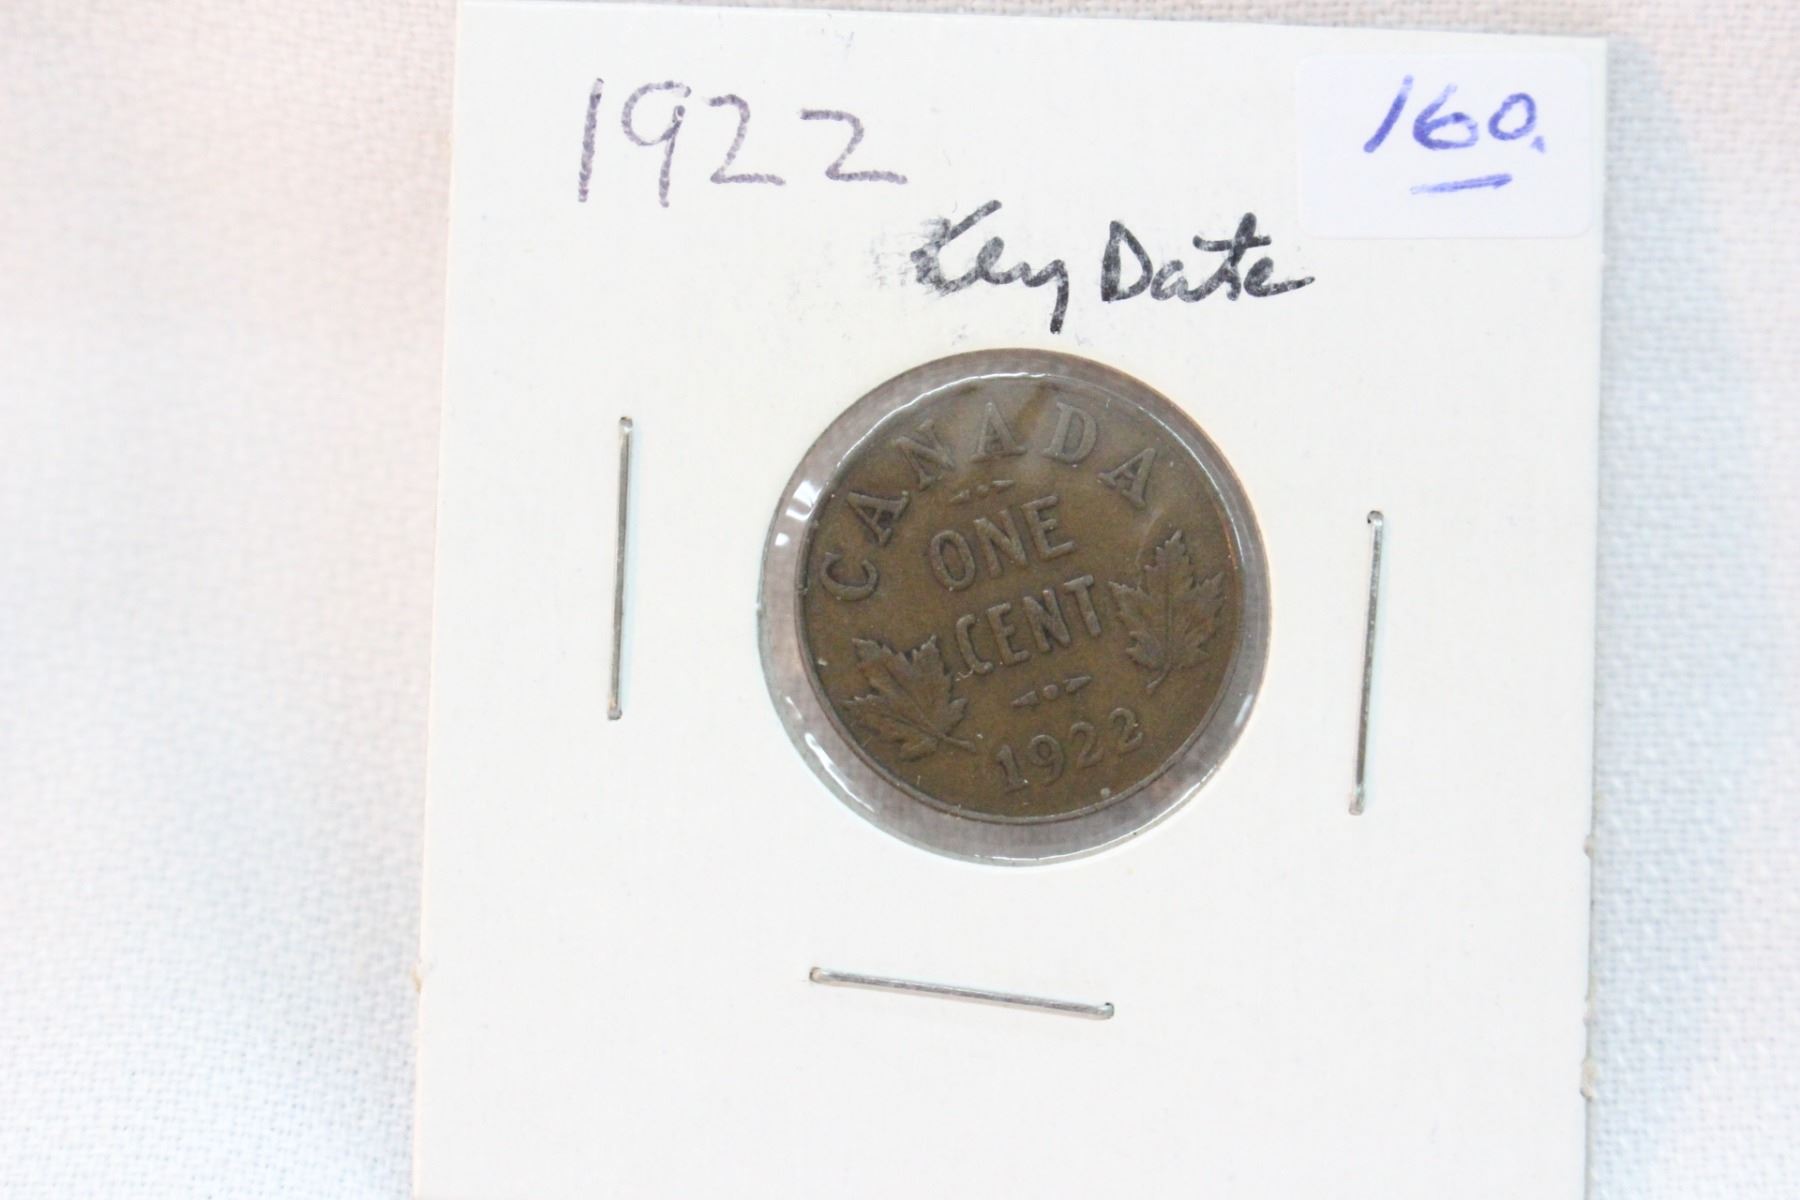 1922
160.
Key Date
CANADA
ONE
CENT
1922